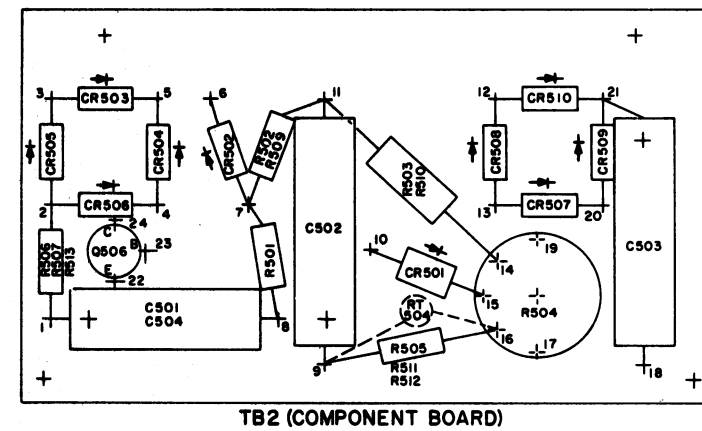 3
CR503
5
6
11
12
CR510
21
CR505
CR504
CR502
R502
R509
R503
R510
CR508
CR509
2
CR506
4
7
13
CR507
20
24
C
Q506
B
23
E
22
R506
R507
R513
R501
C502
10
CR501
14
19
C503
15
R504
RT
504
16
17
1
C501
C504
8
9
R505
R511
R512
18
TB2 (COMPONENT BOARD)